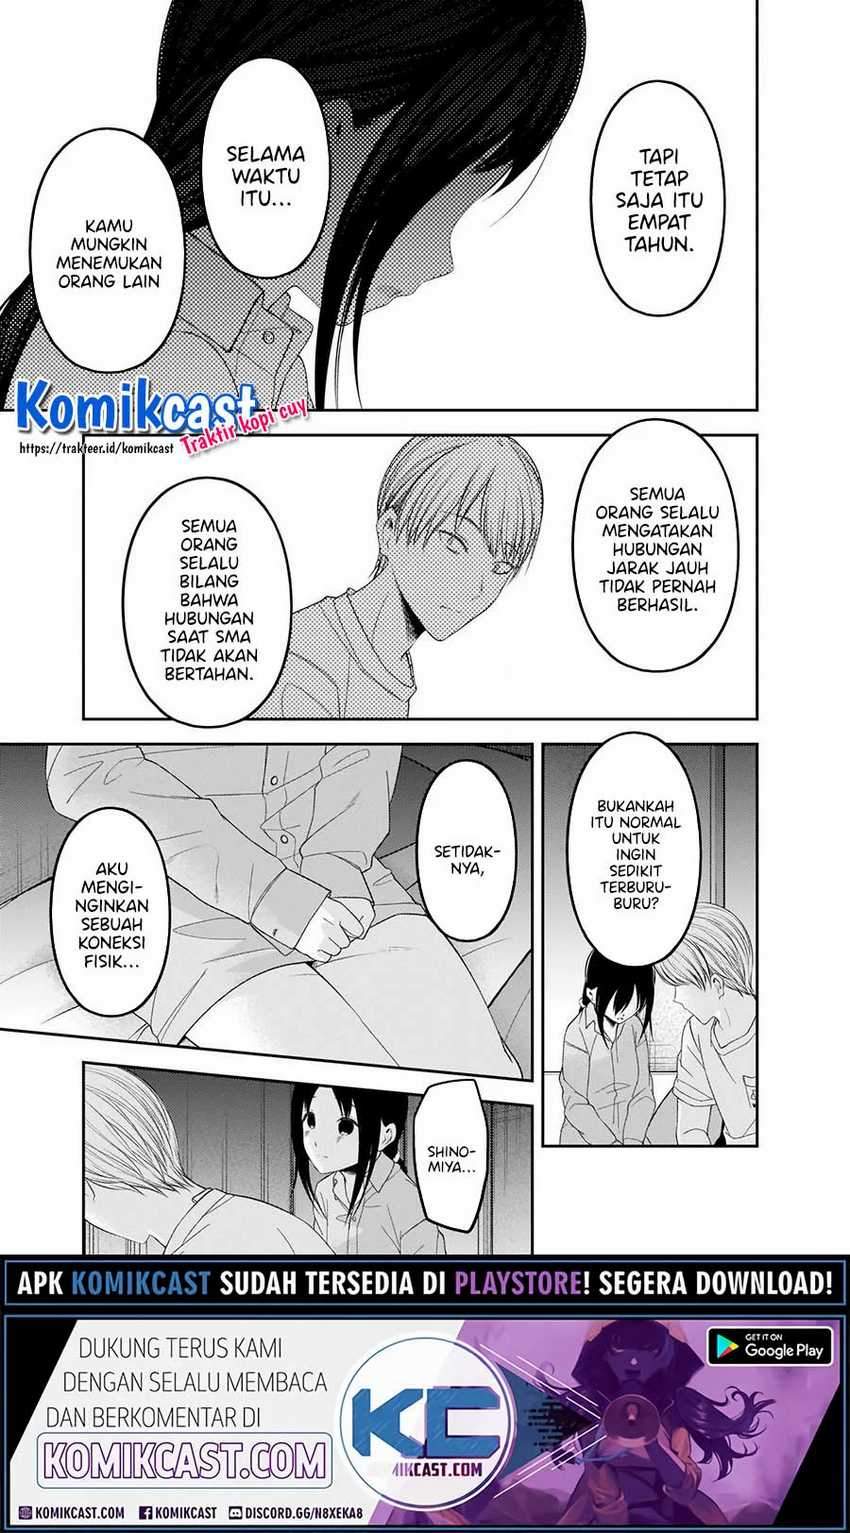 TAPI
TETAP
SAJA ITU
EMPAT
TAHUN.
SELAMA
WAKTU
ITU...
KAMU
MUNGKIN
MENEMUKAN
ORANG LAIN
Komikcast
Traktir kopi cuy
https://trakteer.id/komikcast
SEMUA
ORANG SELALU
MENGATAKAN
HUBUNGAN
JARAK JAUH
TIDAK PERNAH
BERHASIL.
SEMUA
ORANG
SELALU
BILANG
BAHWA
HUBUNGAN
SAAT SMA
TIDAK AKAN
BERTAHAN.
BUKANKAH
ITU NORMAL
UNTUK
INGIN
SEDIKIT
TERBURU-
BURU?
SETIDAK-
NYA,
AKU
MENGI-
NGINKAN
SEBUAH
KONEKSI
FISIK...
SHINO-
MIYA...
APK KOMIKCAST SUDAH TERSEDIA DI PLAYSTORE! SEGERA DOWNLOAD!
DUKUNG TERUS KAMI
DENGAN SELALU MEMBACA
DAN BERKOMENTAR DI
KOMIKCAST.COM
KC
MIKCAST.COM
GET IT ON
Google Play
KOMIKCAST.COM
KOMIKCAST
DISCORD.GG/N8XEKA8